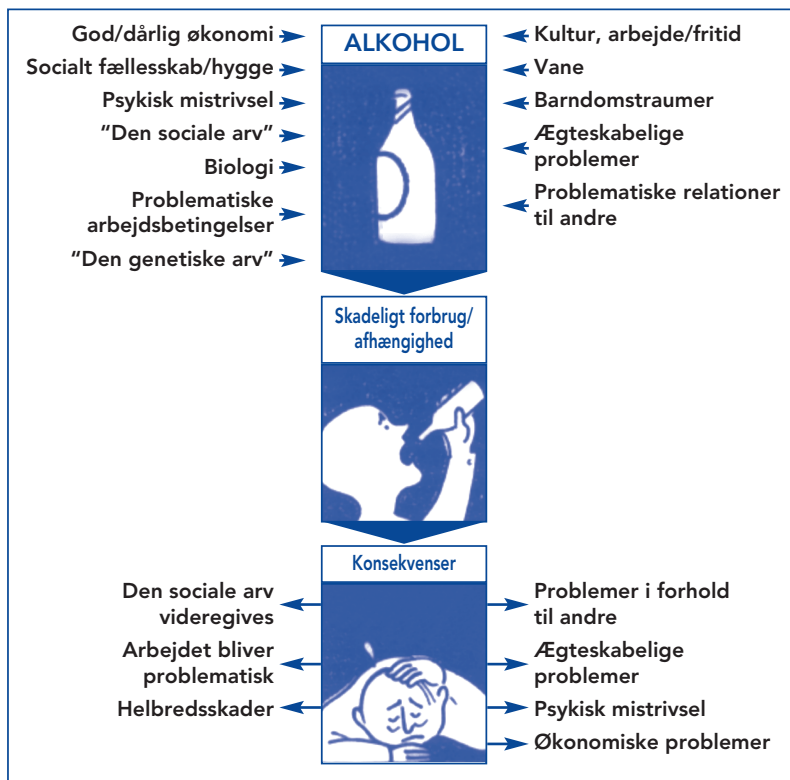 ALKOHOL
God/dårlig økonomi
Socialt fællesskab/hygge
Psykisk mistrivsel
“Den sociale arv”
Biologi
Problematiske
arbejdsbetingelser
“Den genetiske arv”
Kultur, arbejde/fritid
Vane
Barndomstraumer
Ægteskabelige
problemer
Problematiske relationer
til andre
Skadeligt forbrug/
afhængighed
Konsekvenser
Den sociale arv
videregives
Arbejdet bliver
problematisk
Helbredsskader
Problemer i forhold
til andre
Ægteskabelige
problemer
Psykisk mistrivsel
Økonomiske problemer